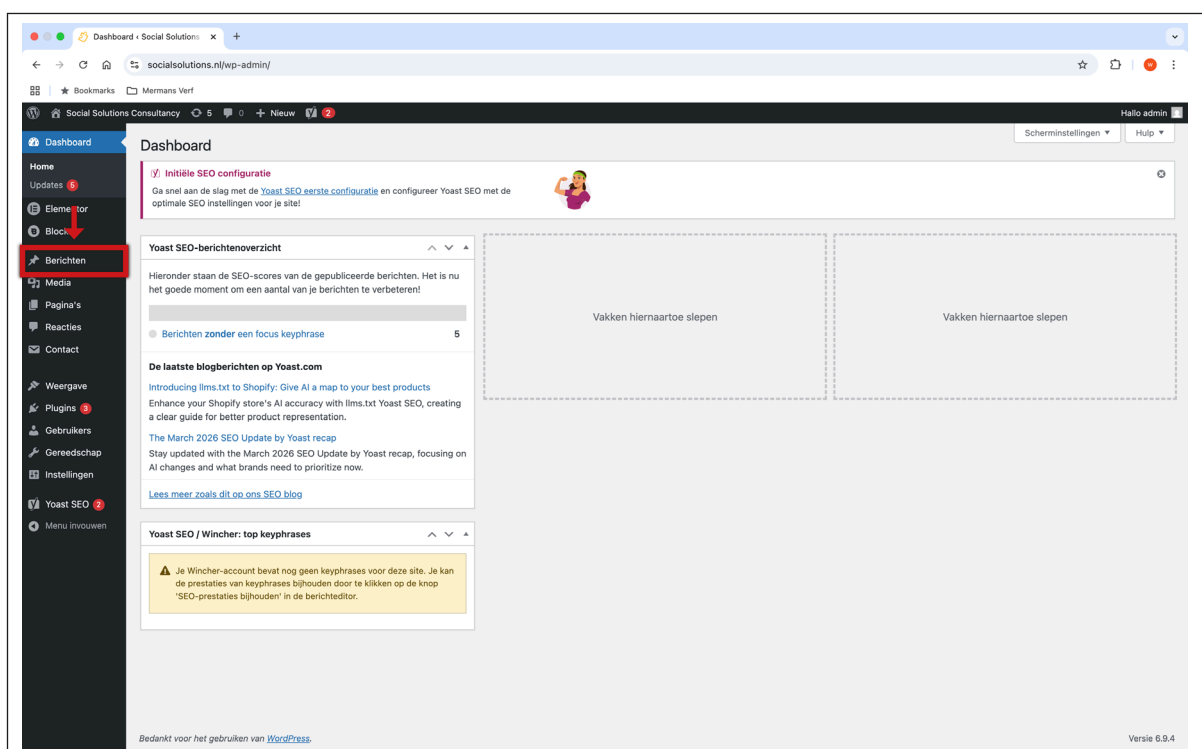 Dashboard ‹ Social Solutions
socialsolutions.nl/wp-admin/
Bookmarks
Mermans Verf
Social Solutions Consultancy 5 0 + Nieuw 2
Hallo admin
Scherminstellingen
Hulp
Dashboard
Home
Updates 5
Elementor
Berichten
Media
Pagina's
Reacties
Contact
Weergave
Plugins 3
Gebruikers
Gereedschap
Instellingen
Yoast SEO 2
Menu invouwen
Dashboard
Initiële SEO configuratie
Ga snel aan de slag met de Yoast SEO eerste configuratie en configureer Yoast SEO met de
optimale SEO instellingen voor je site!
Yoast SEO-berichtenoverzicht
Hieronder staan de SEO-scores van de gepubliceerde berichten. Het is nu
het goede moment om een aantal van je berichten te verbeteren!
Berichten zonder een focus keyphrase 5
De laatste blogberichten op Yoast.com
Introducing llms.txt to Shopify: Give AI a map to your best products
Enhance your Shopify store's AI accuracy with llms.txt Yoast SEO, creating
a clear guide for better product representation.
The March 2026 SEO Update by Yoast recap
Stay updated with the March 2026 SEO Update by Yoast recap, focusing on
AI changes and what brands need to prioritize now.
Lees meer zoals dit op ons SEO blog
Yoast SEO / Wincher: top keyphrases
Je Wincher-account bevat nog geen keyphrases voor deze site. Je kan
de prestaties van keyphrases bijhouden door te klikken op de knop
'SEO-prestaties bijhouden' in de berichteditor.
Vakken hiernaartoe slepen
Vakken hiernaartoe slepen
Bedankt voor het gebruiken van WordPress.
Versie 6.9.4